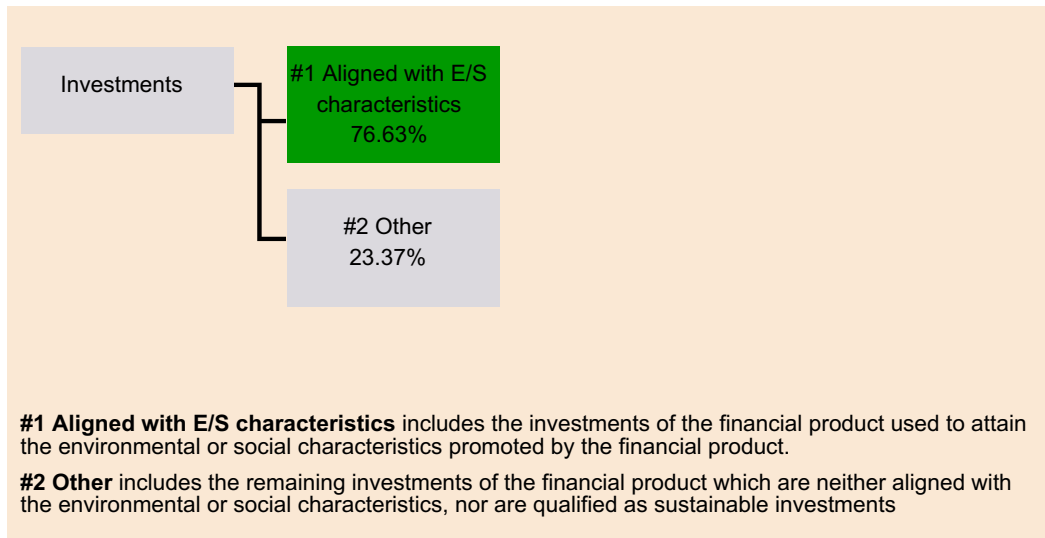 Investments
#1 Aligned with E/S
characteristics
76.63%
#2 Other
23.37%
#1 Aligned with E/S characteristics includes the investments of the financial product used to attain
the environmental or social characteristics promoted by the financial product.
#2 Other includes the remaining investments of the financial product which are neither aligned with
the environmental or social characteristics, nor are qualified as sustainable investments